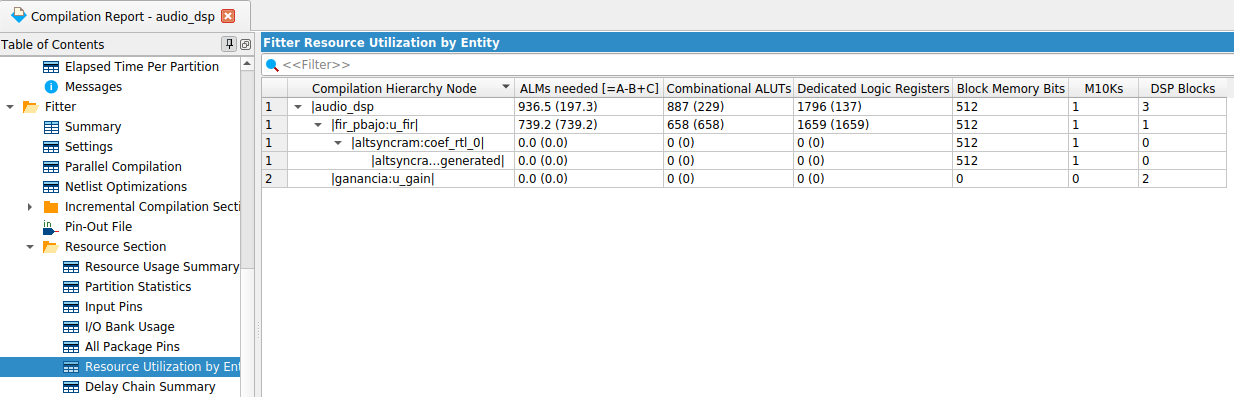 Compilation Report - audio_dsp
Table of Contents
Elapsed Time Per Partition
Messages
Fitter
Summary
Settings
Parallel Compilation
Netlist Optimizations
Incremental Compilation Secti
Pin-Out File
Resource Section
Resource Usage Summary
Partition Statistics
Input Pins
I/O Bank Usage
All Package Pins
Resource Utilization by Ent
Delay Chain Summary
Fitter Resource Utilization by Entity
<<Filter>>
Compilation Hierarchy Node ALMs needed [=A-B+C] Combinational ALUTs Dedicated Logic Registers Block Memory Bits M10Ks DSP Blocks
1 |audio_dsp 936.5 (197.3) 887 (229) 1796 (137) 512 1 3
1 |fir_pbajo:u_fir| 739.2 (739.2) 658 (658) 1659 (1659) 512 1 1
1 |altsyncram:coef_rtl_0| 0.0 (0.0) 0 (0) 0 (0) 512 1 0
1 |altsyncra...generated| 0.0 (0.0) 0 (0) 0 (0) 512 1 0
2 |ganancia:u_gain| 0.0 (0.0) 0 (0) 0 (0) 0 0 2